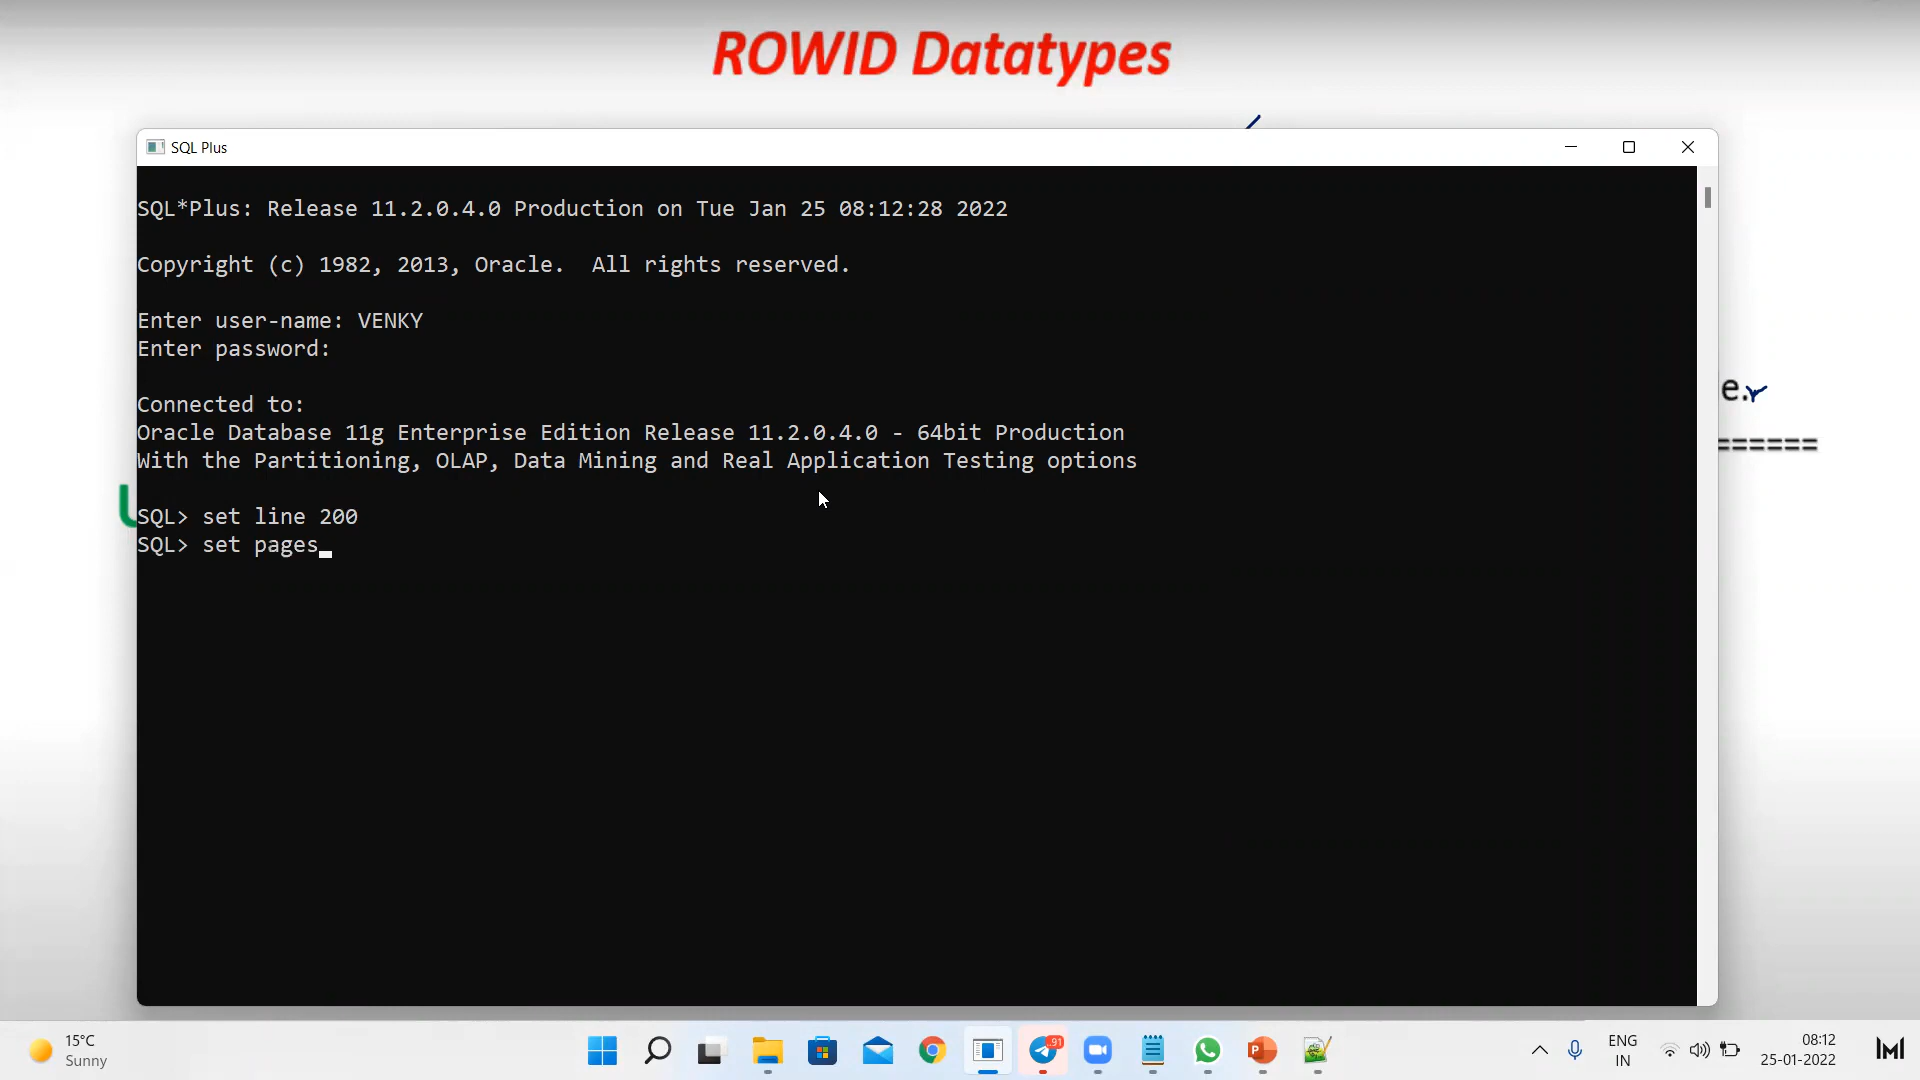 ROWID Datatypes
SQL Plus
SQL*Plus: Release 11.2.0.4.0 Production on Tue Jan 25 08:12:28 2022
Copyright (c) 1982, 2013, Oracle.  All rights reserved.
Enter user-name: VENKY
Enter password:
e.
Connected to:
Oracle Database 11g Enterprise Edition Release 11.2.0.4.0 - 64bit Production
======
With the Partitioning, OLAP, Data Mining and Real Application Testing options
SQL> set line 200
SQL> set pages
15°C
Sunny
91
ENG
IN
08:12
25-01-2022